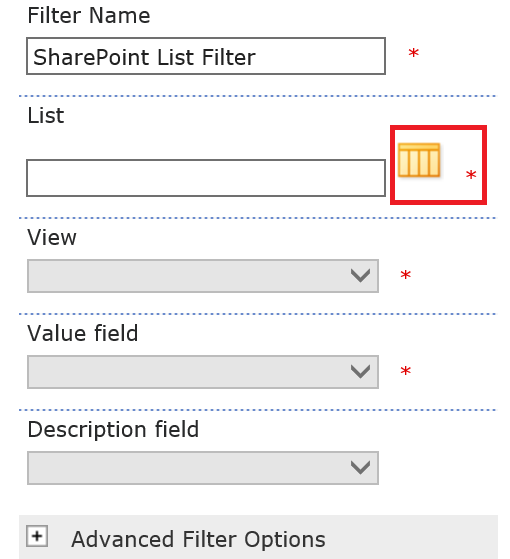 Filter Name
SharePoint List Filter *
List
*
View
*
Value field
*
Description field
Advanced Filter Options